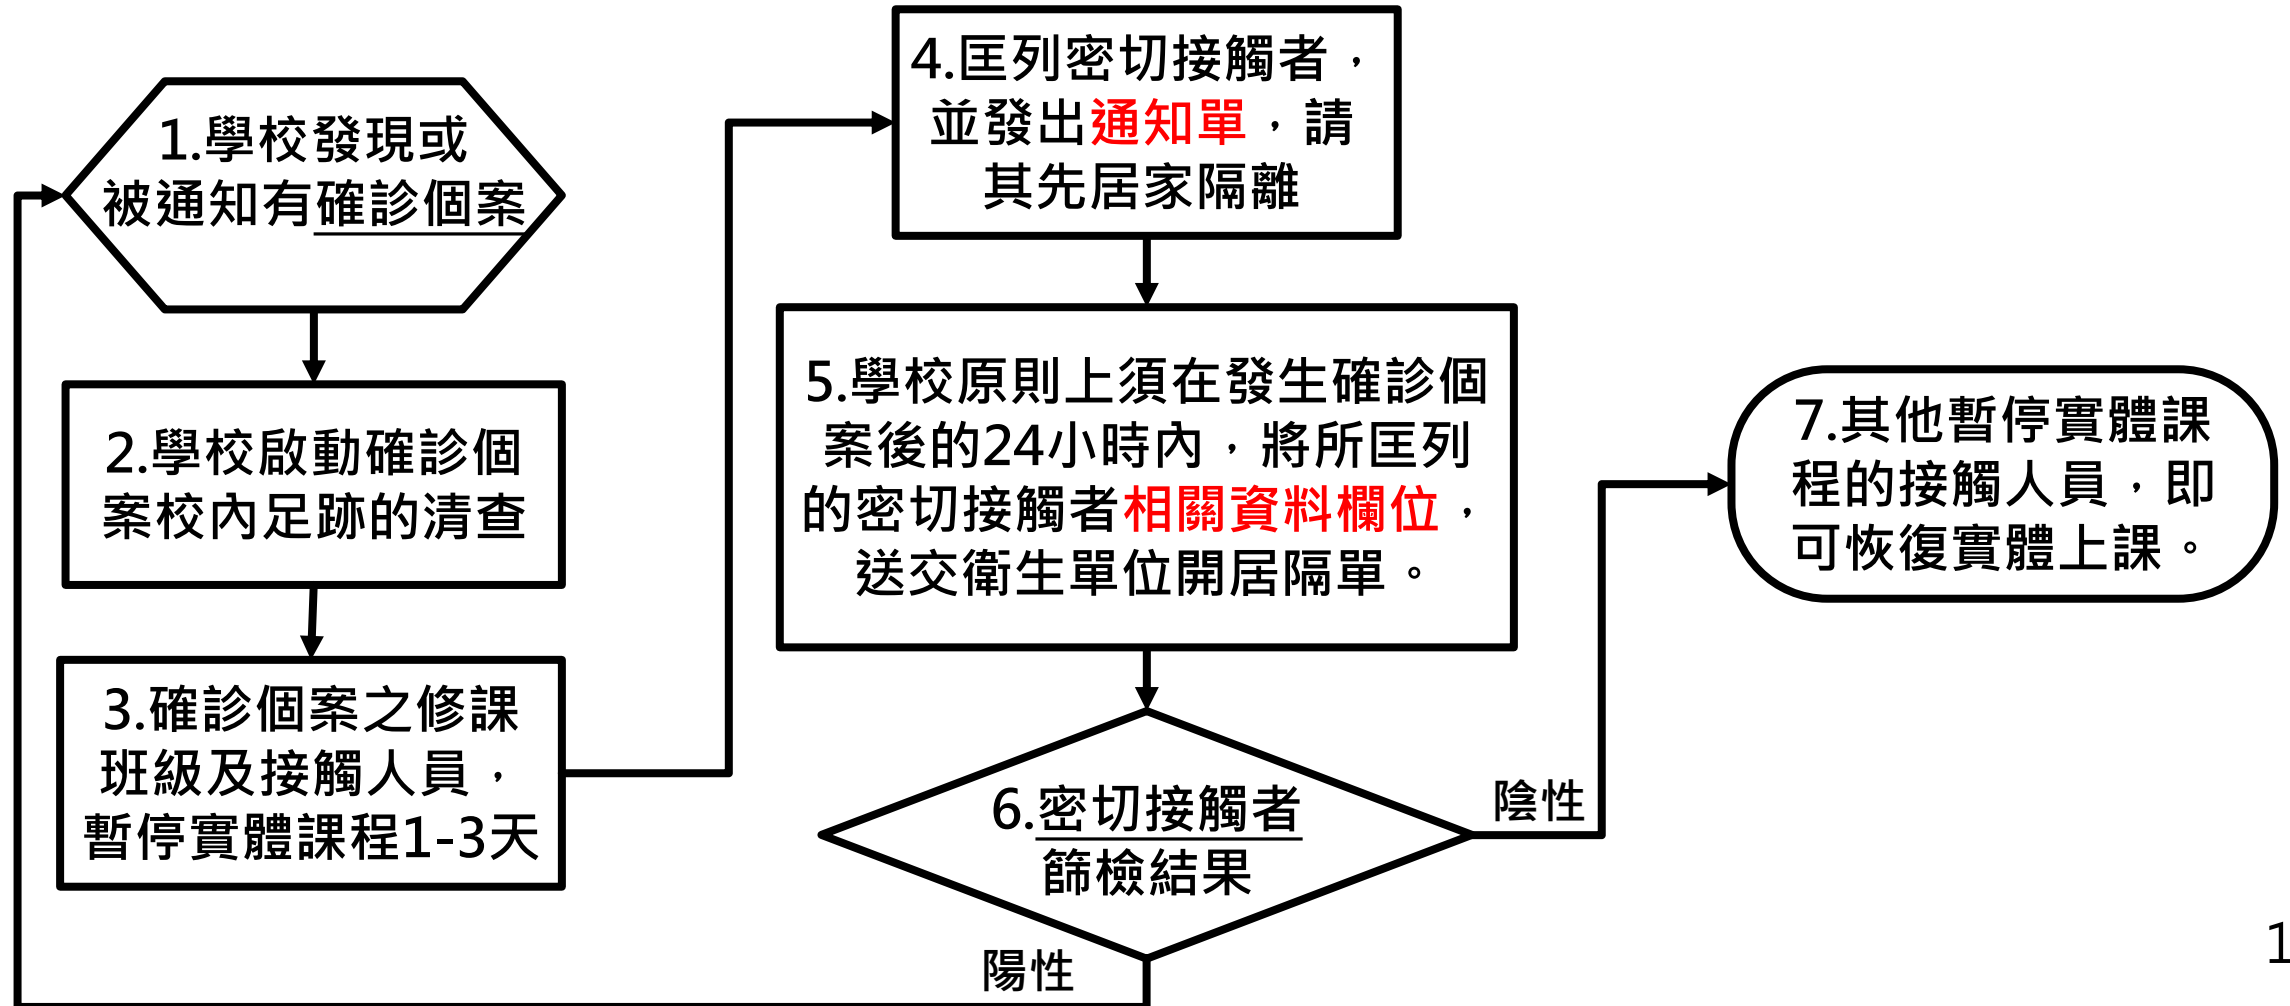 1.學校發現或
被通知有確診個案
2.學校啟動確診個
案校內足跡的清查
3.確診個案之修課
班級及接觸人員，
暫停實體課程1-3天
4.匡列密切接觸者，
並發出通知單，請
其先居家隔離
5.學校原則上須在發生確診個
案後的24小時內，將所匡列
的密切接觸者相關資料欄位，
送交衛生單位開居隔單。
6.密切接觸者
篩檢結果
陰性
陽性
7.其他暫停實體課
程的接觸人員，即
可恢復實體上課。
1